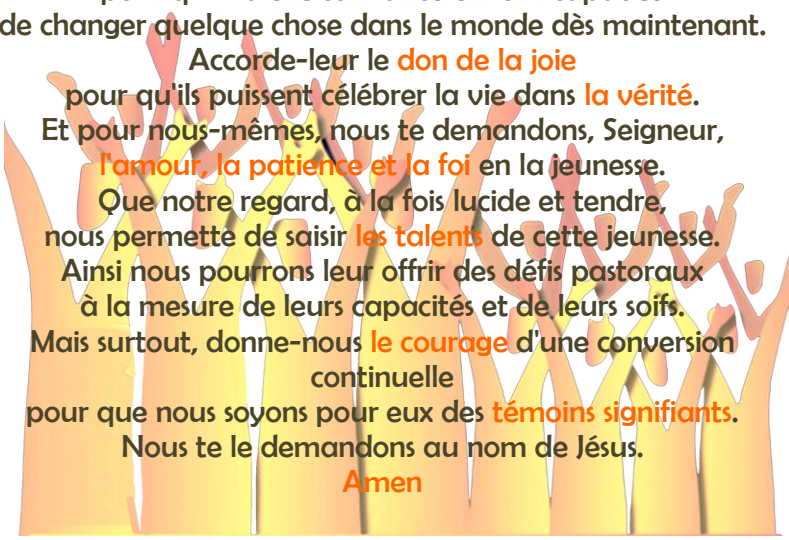 de changer quelque chose dans le monde dès maintenant.
Accorde-leur le don de la joie
pour qu'ils puissent célébrer la vie dans la vérité.
Et pour nous-mêmes, nous te demandons, Seigneur,
l'amour, la patience et la foi en la jeunesse.
Que notre regard, à la fois lucide et tendre,
nous permette de saisir les talents de cette jeunesse.
Ainsi nous pourrons leur offrir des défis pastoraux
à la mesure de leurs capacités et de leurs soifs.
Mais surtout, donne-nous le courage d'une conversion
continuelle
pour que nous soyons pour eux des témoins signifiants.
Nous te le demandons au nom de Jésus.
Amen